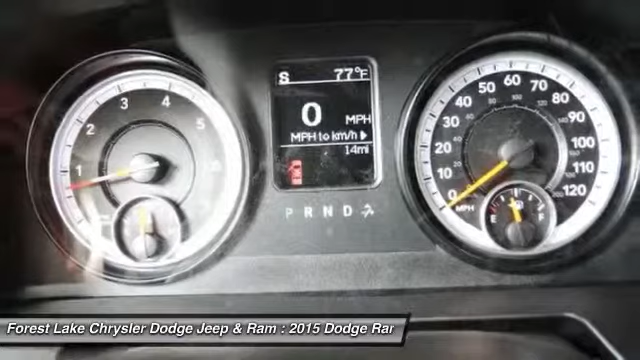 S 77°F
0 MPH
MPH to km/h
14mi
P R N D
1 2 3 4 5
0 10 20 30 40 50 60 70 80 90 100 110 120
MPH
E F
Forest Lake Chrysler Dodge Jeep & Ram : 2015 Dodge Rar